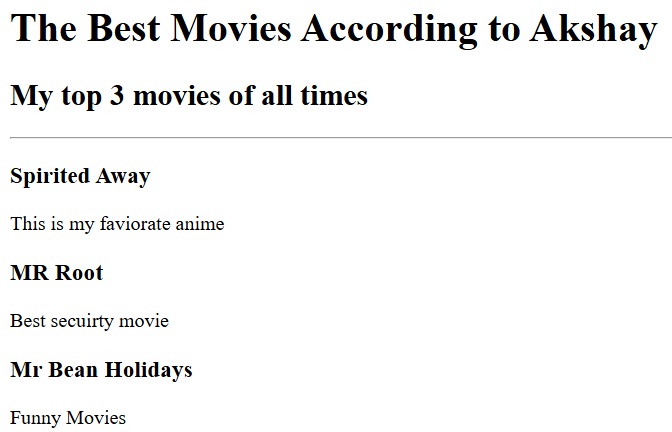 The Best Movies According to Akshay
My top 3 movies of all times
Spirited Away
This is my faviorate anime
MR Root
Best secuirty movie
Mr Bean Holidays
Funny Movies